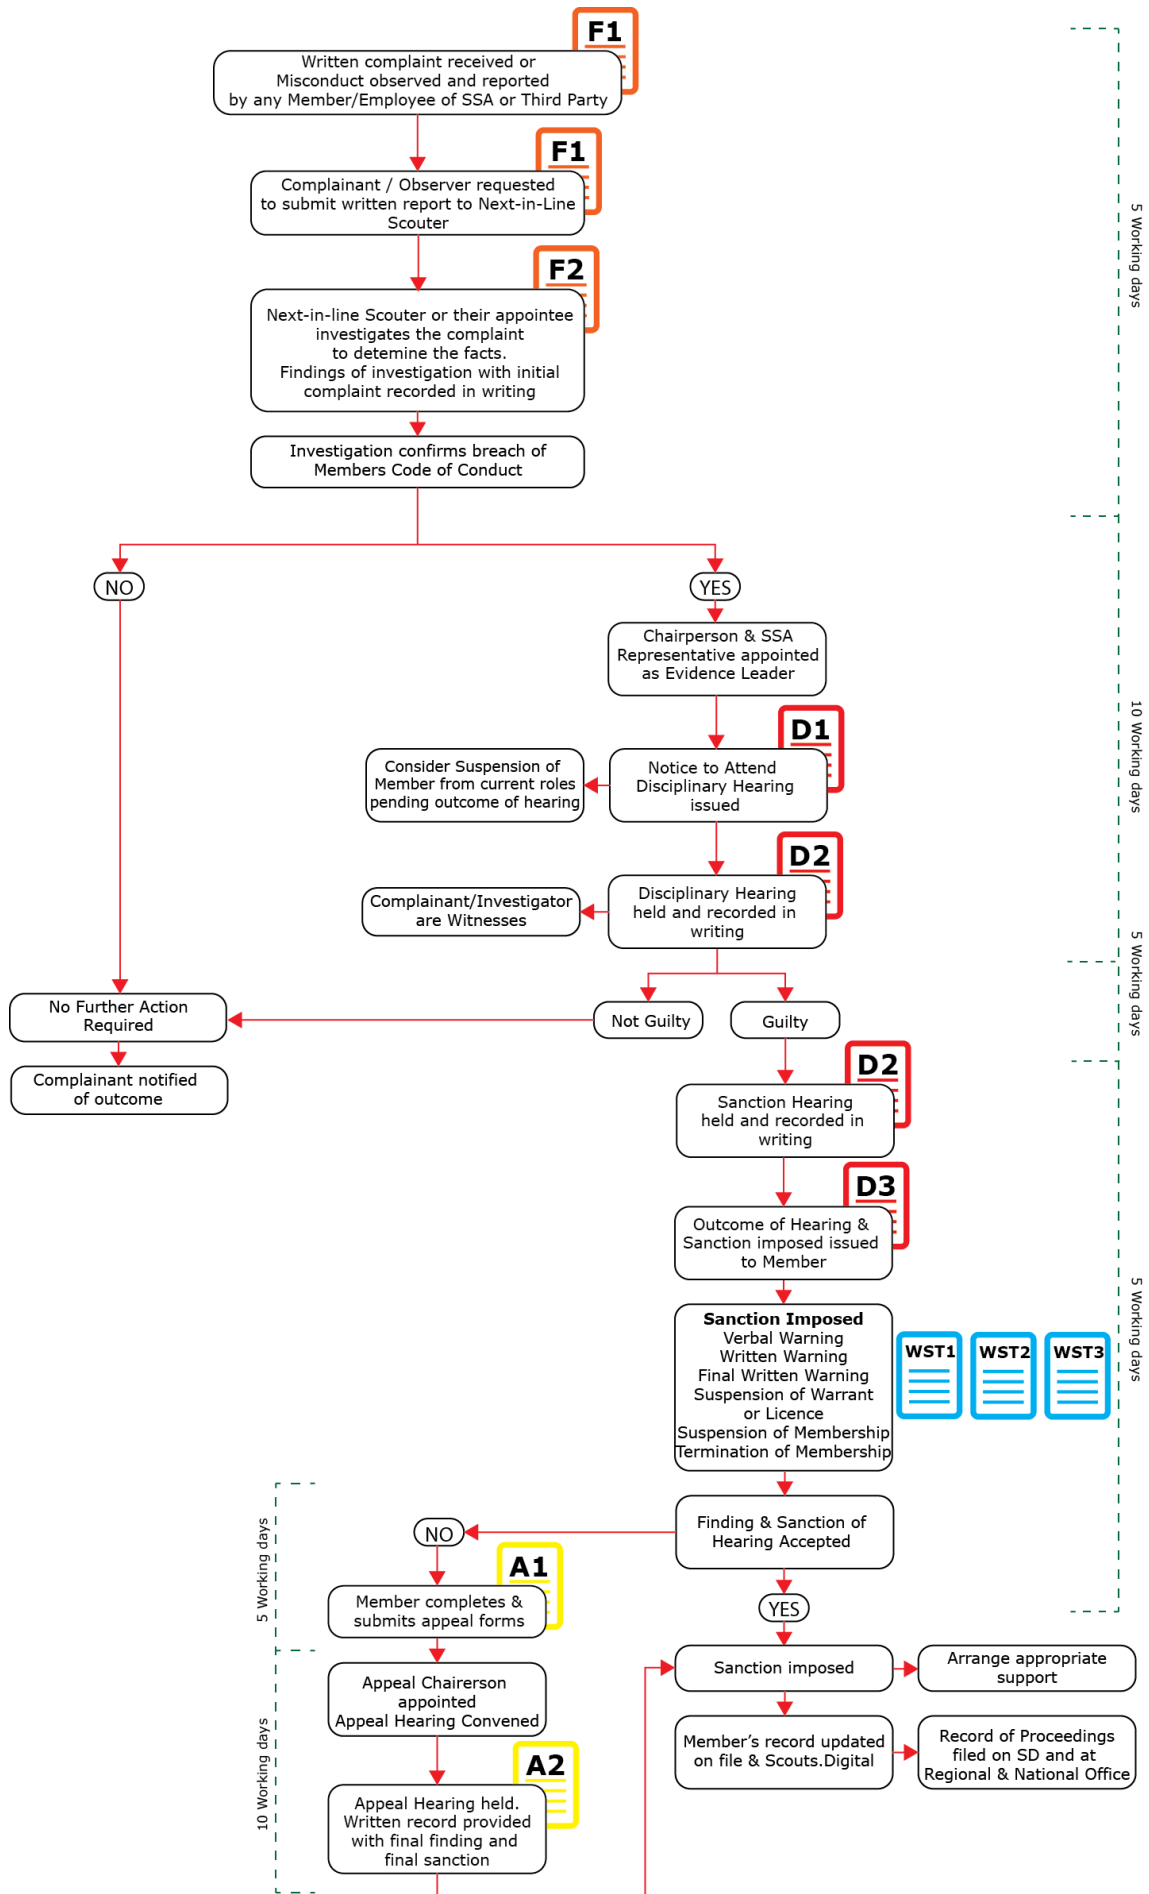 F1
Written complaint received or
Misconduct observed and reported
by any Member/Employee of SSA or Third Party
F1
Complainant / Observer requested
to submit written report to Next-in-Line
Scouter
5 Working days
F2
Next-in-line Scouter or their appointee
investigates the complaint
to detemine the facts.
Findings of investigation with initial
complaint recorded in writing
Investigation confirms breach of
Members Code of Conduct
NO
YES
Chairperson & SSA
Representative appointed
as Evidence Leader
10 Working days
D1
Notice to Attend
Disciplinary Hearing
issued
Consider Suspension of
Member from current roles
pending outcome of hearing
D2
Disciplinary Hearing
held and recorded in
writing
Complainant/Investigator
are Witnesses
5 Working days
No Further Action
Required
Not Guilty
Guilty
Complainant notified
of outcome
D2
Sanction Hearing
held and recorded in
writing
D3
Outcome of Hearing &
Sanction imposed issued
to Member
5 Working days
Sanction Imposed
Verbal Warning
Written Warning
Final Written Warning
Suspension of Warrant
or Licence
Suspension of Membership
Termination of Membership
WST1
WST2
WST3
Finding & Sanction of
Hearing Accepted
NO
YES
5 Working days
A1
Member completes &
submits appeal forms
Sanction imposed
Arrange appropriate
support
Appeal Chairerson
appointed
Appeal Hearing Convened
Member's record updated
on file & Scouts.Digital
Record of Proceedings
filed on SD and at
Regional & National Office
10 Working days
A2
Appeal Hearing held.
Written record provided
with final finding and
final sanction